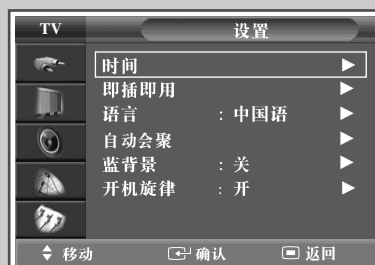 TV 设置
时间
即插即用
语言 : 中国语
自动会聚
蓝背景 : 关
开机旋律 : 开
移动 确认 返回